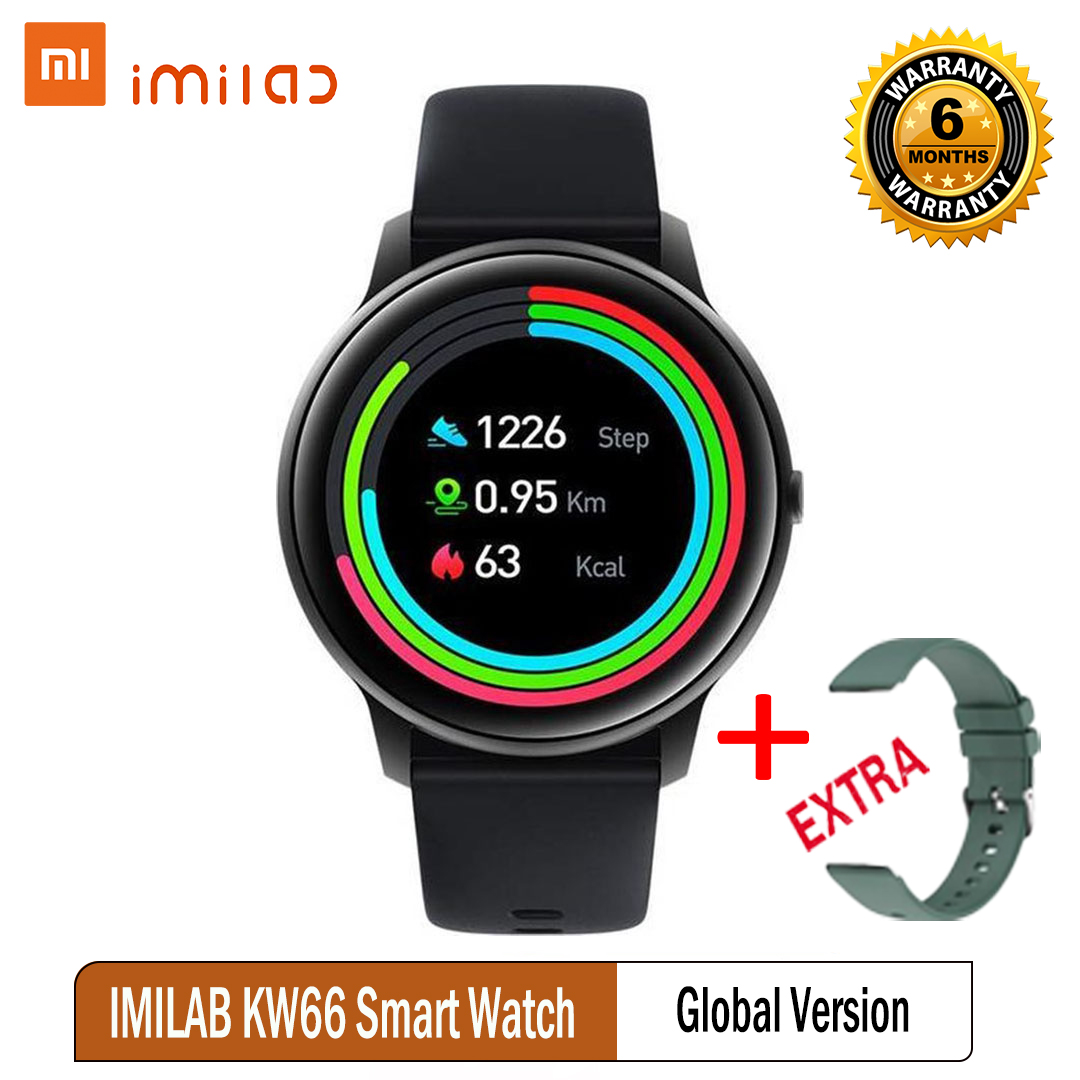 mi imilab
WARRANTY
6
MONTHS
WARRANTY
1226 Step
0.95 Km
63 Kcal
EXTRA
IMILAB KW66 Smart Watch
Global Version